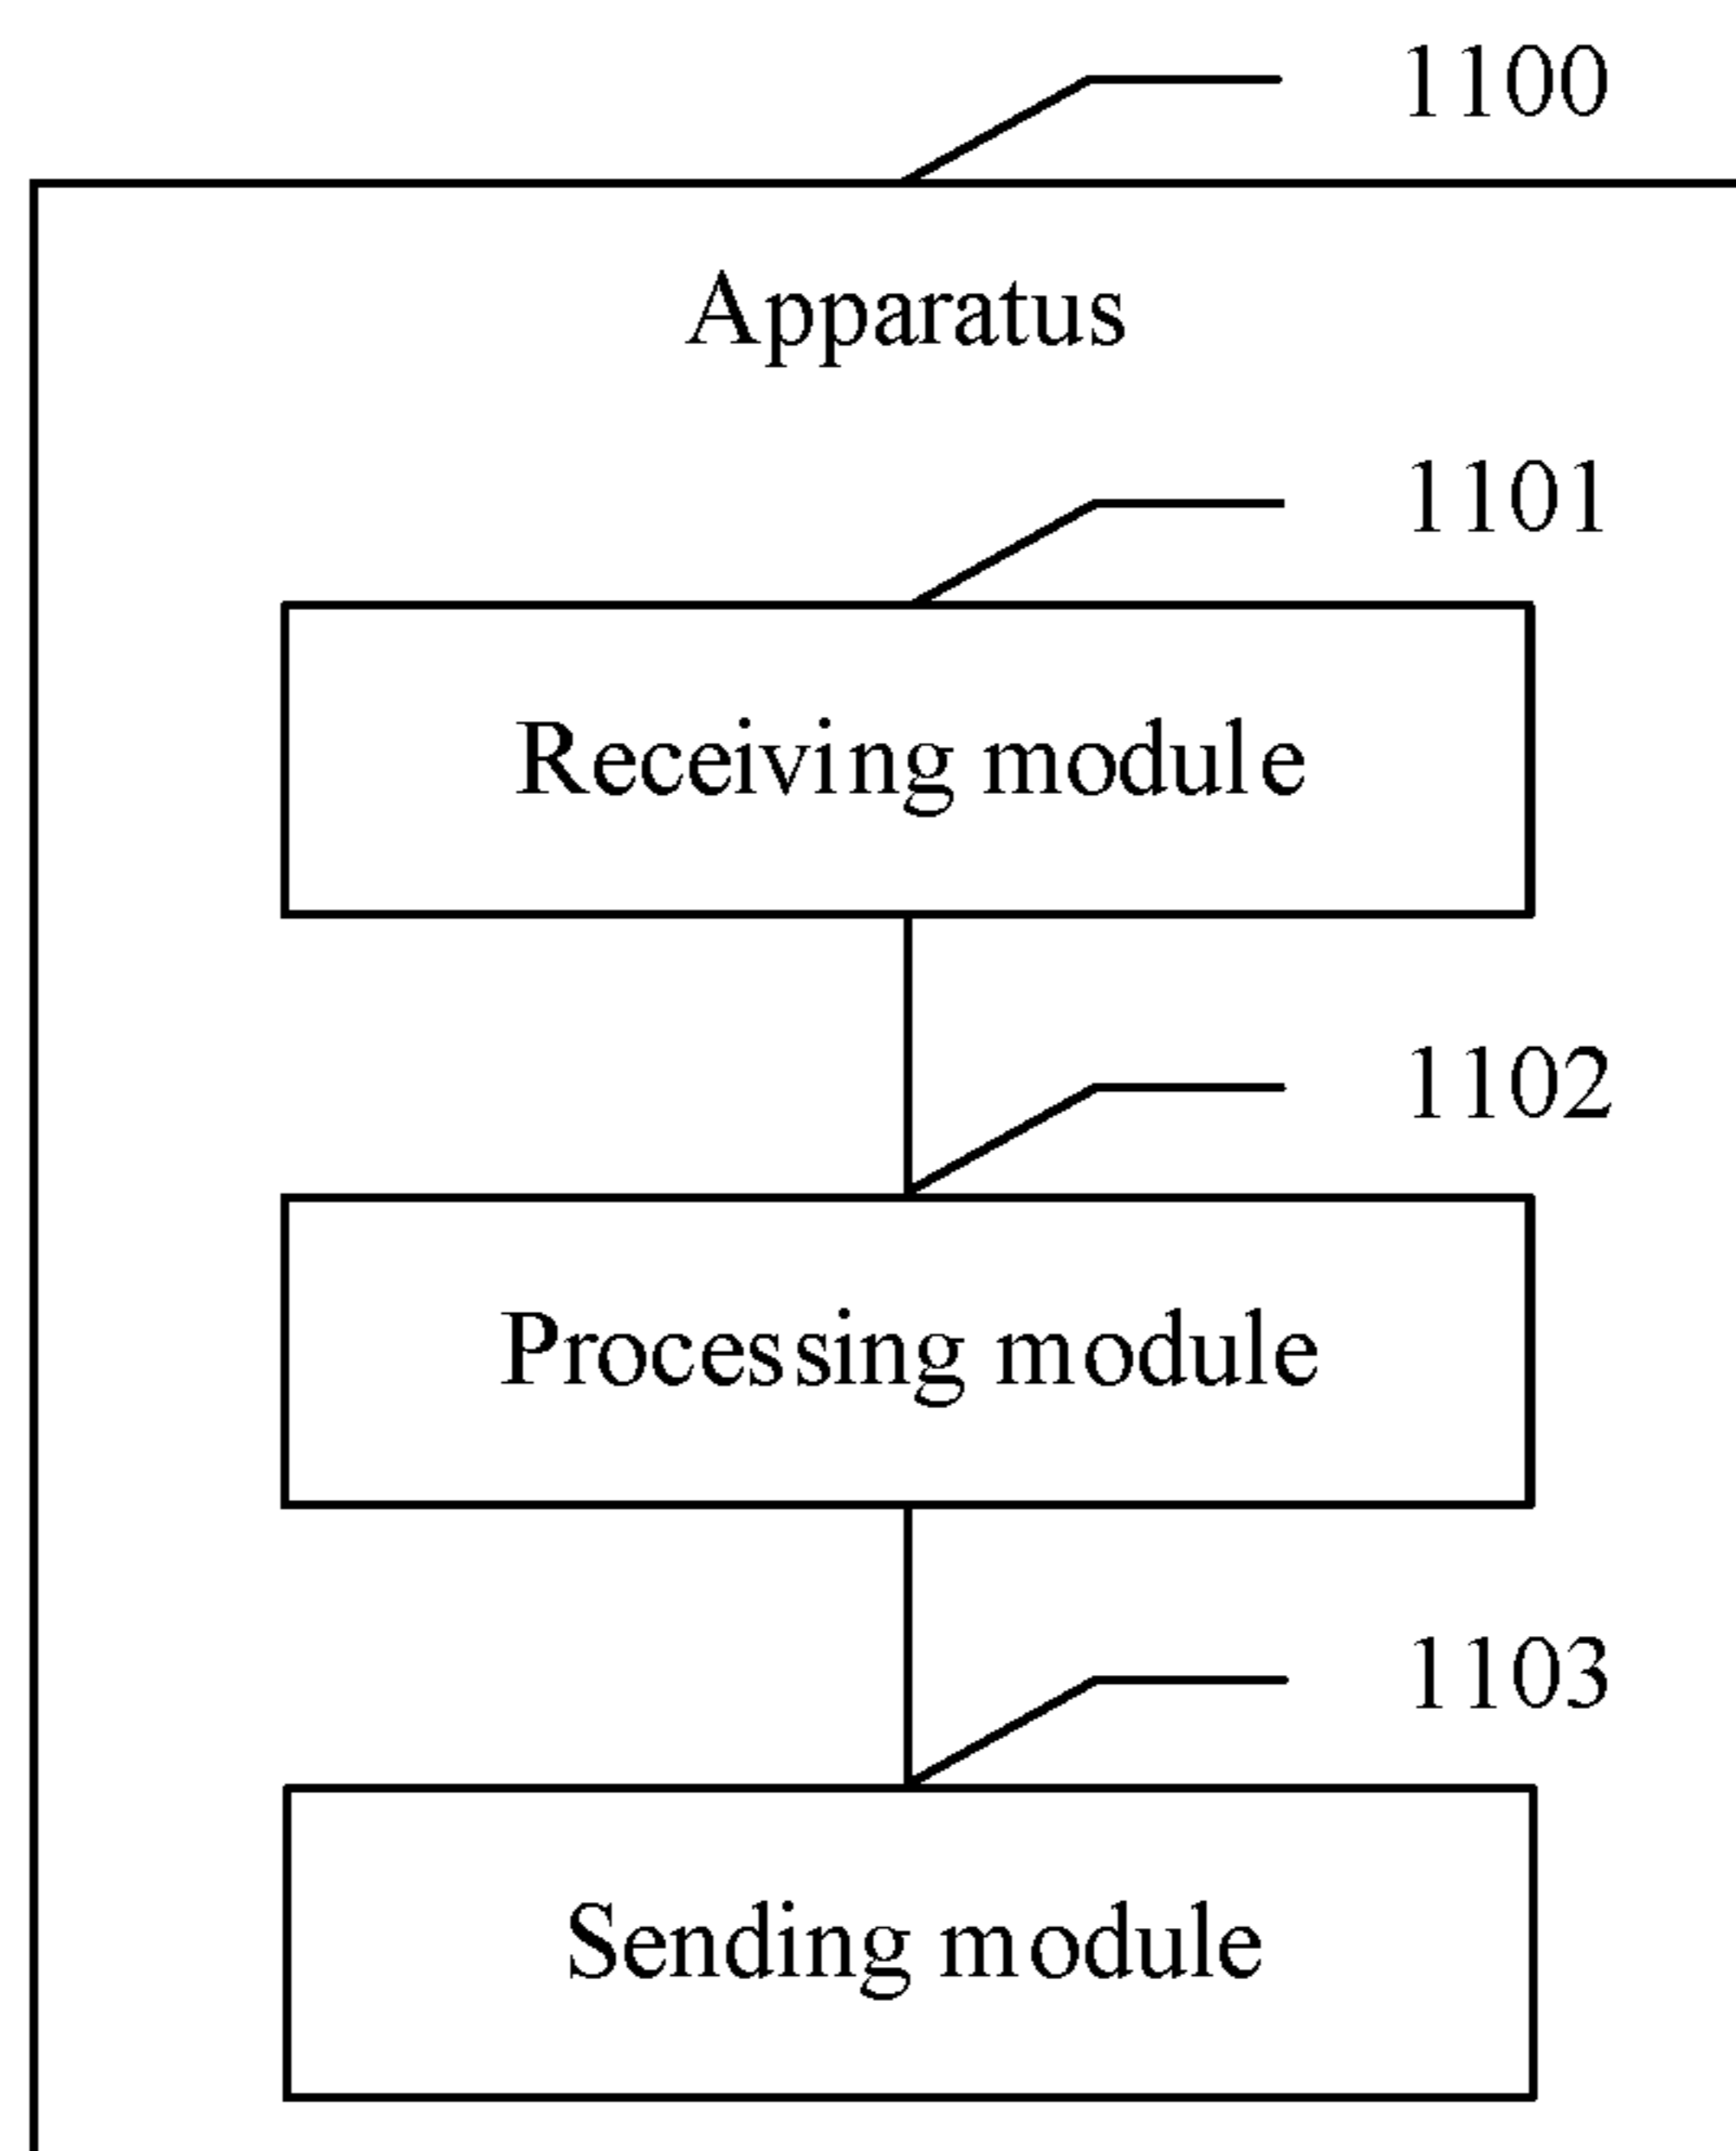 1100
Apparatus
1101
Receiving module
1102
Processing module
1103
Sending module